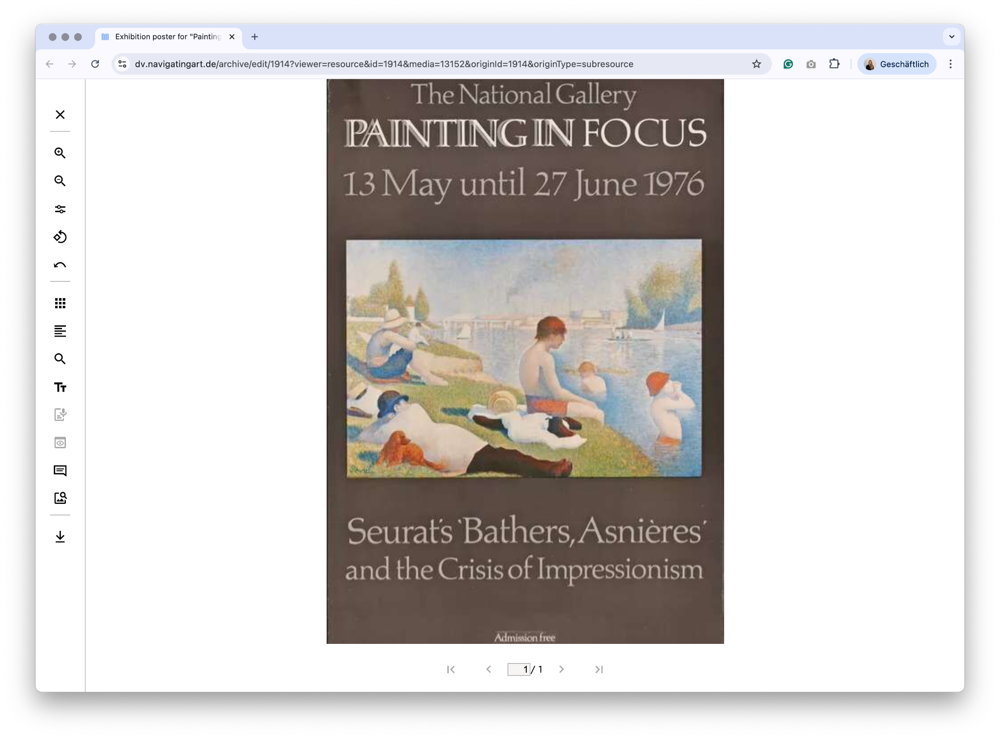 Exhibition poster for "Painting
dv.navigatingart.de/archive/edit/1914?viewer=resource&id=1914&media=13152&originId=1914&originType=subresource
Geschäftlich
The National Gallery
PAINTING IN FOCUS
13 May until 27 June 1976
Seurat
Seurat's 'Bathers, Asnières'
and the Crisis of Impressionism
Admission free
1 / 1